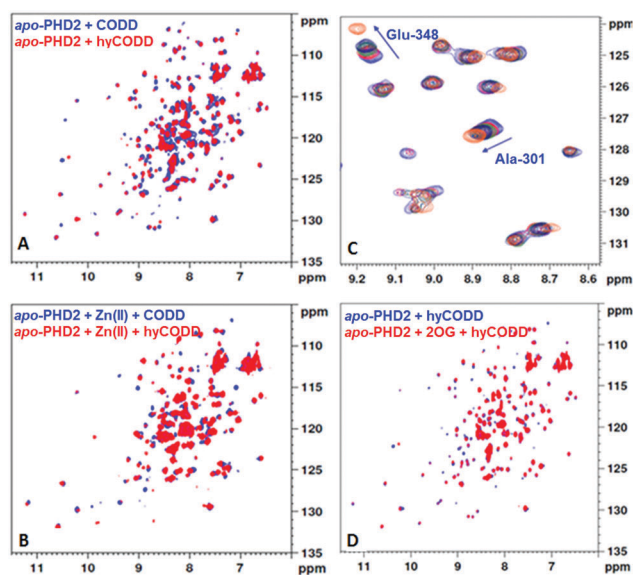 apo-PHD2 + CODD
apo-PHD2 + hyCODD
110
115
120
125
130
135
ppm
A
11 10 9 8 7 ppm
Glu-348
Ala-301
124
125
126
127
128
129
130
131
ppm
C
9.2 9.1 9.0 8.9 8.8 8.7 8.6
ppm
apo-PHD2 + Zn(II) + CODD
apo-PHD2 + Zn(II) + hyCODD
110
115
120
125
130
135
ppm
B
11 10 9 8 7 ppm
apo-PHD2 + hyCODD
apo-PHD2 + 2OG + hyCODD
110
115
120
125
130
135
ppm
D
11 10 9 8 7 ppm